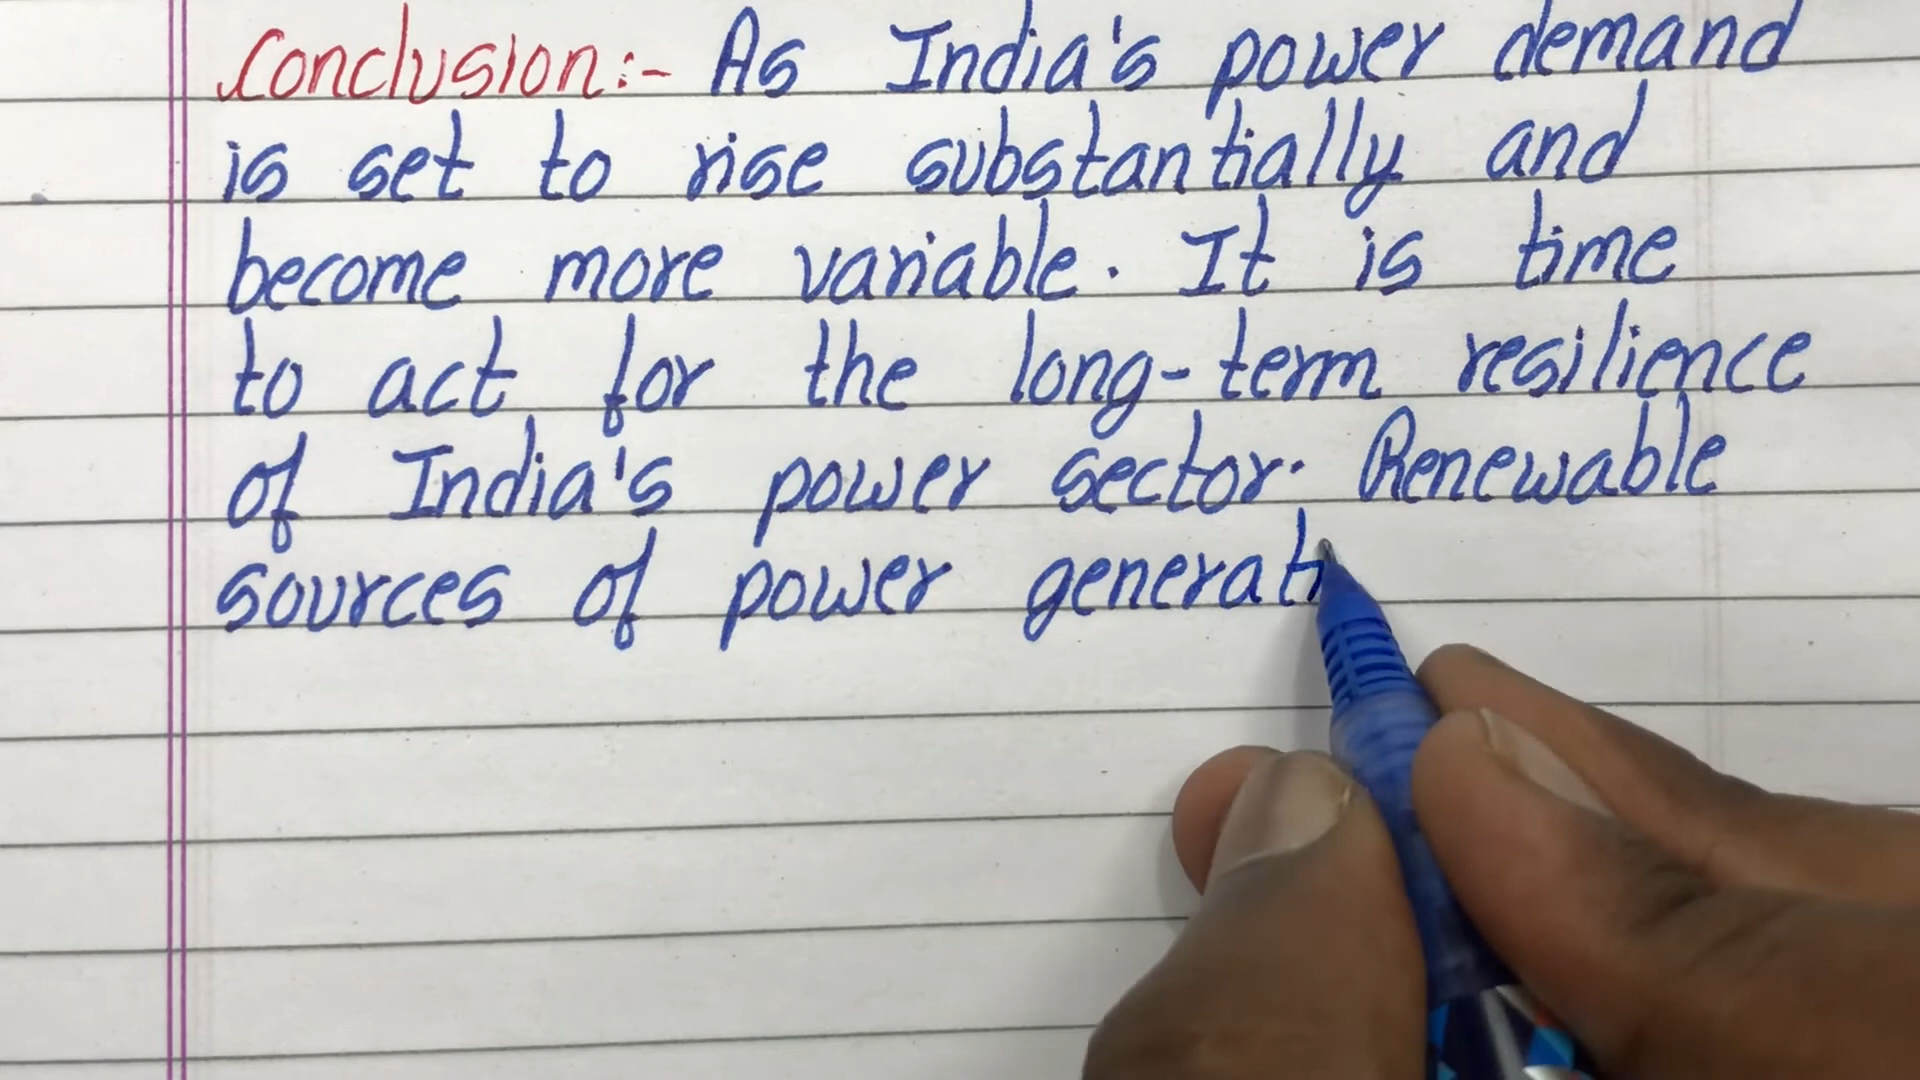 Conclusion:- As India's power demand
is set to rise substantially and
become more variable. It is time
to act for the long-term resilience
of India's power sector. Renewable
sources of power generati